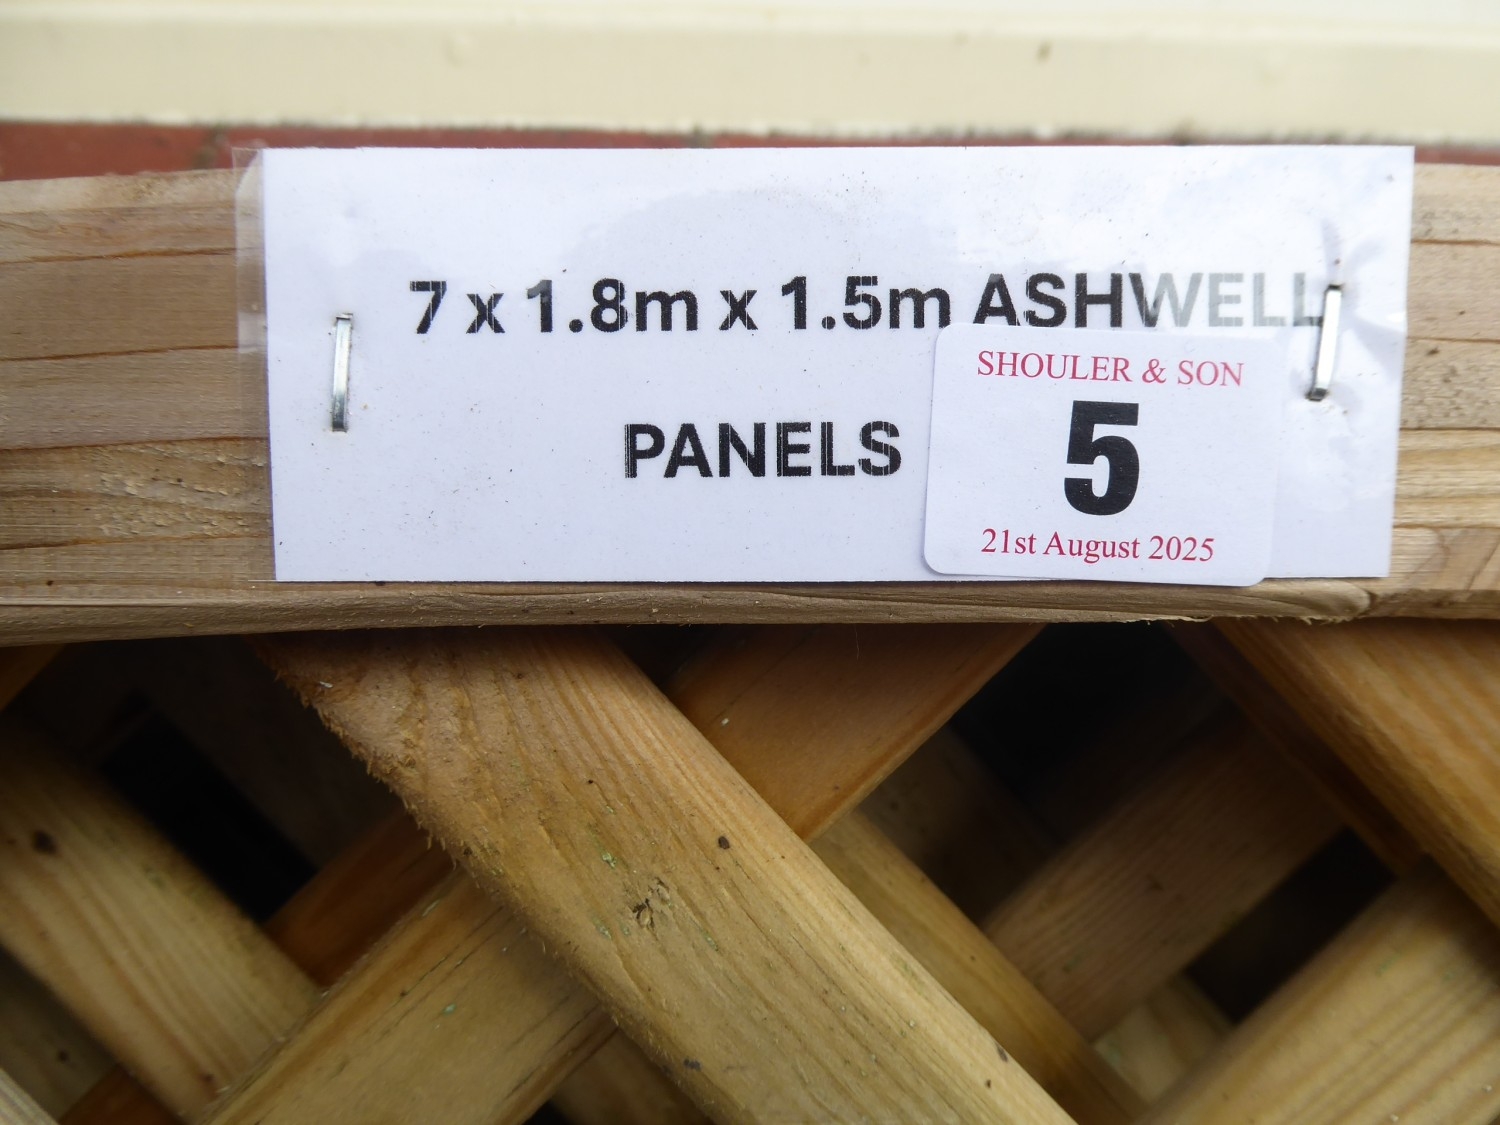 7 x 1.8m x 1.5m ASHWELL
PANELS
SHOULER & SON
5
21st August 2025